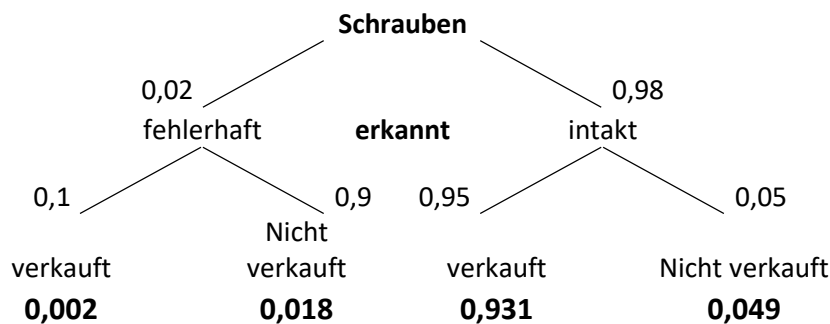 Schrauben
0,02 0,98
fehlerhaft erkannt intakt
0,1 0,9 0,95 0,05
Nicht
verkauft verkauft verkauft Nicht verkauft
0,002 0,018 0,931 0,049